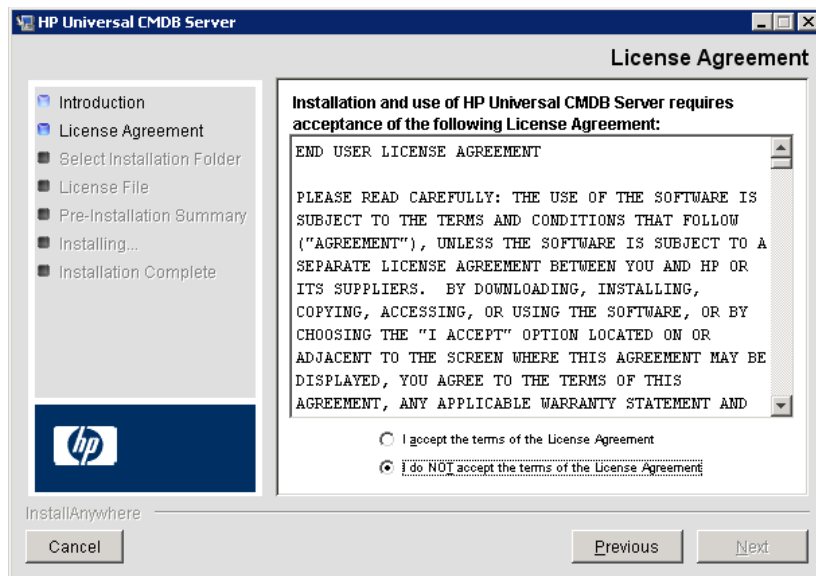 HP Universal CMDB Server
License Agreement
Introduction
License Agreement
Select Installation Folder
License File
Pre-Installation Summary
Installing...
Installation Complete
Installation and use of HP Universal CMDB Server requires
acceptance of the following License Agreement:
END USER LICENSE AGREEMENT
PLEASE READ CAREFULLY: THE USE OF THE SOFTWARE IS
SUBJECT TO THE TERMS AND CONDITIONS THAT FOLLOW
("AGREEMENT"), UNLESS THE SOFTWARE IS SUBJECT TO A
SEPARATE LICENSE AGREEMENT BETWEEN YOU AND HP OR
ITS SUPPLIERS.  BY DOWNLOADING, INSTALLING,
COPYING, ACCESSING, OR USING THE SOFTWARE, OR BY
CHOOSING THE "I ACCEPT" OPTION LOCATED ON OR
ADJACENT TO THE SCREEN WHERE THIS AGREEMENT MAY BE
DISPLAYED, YOU AGREE TO THE TERMS OF THIS
AGREEMENT, ANY APPLICABLE WARRANTY STATEMENT AND
I accept the terms of the License Agreement
I do NOT accept the terms of the License Agreement
hp
InstallAnywhere
Cancel
Previous
Next